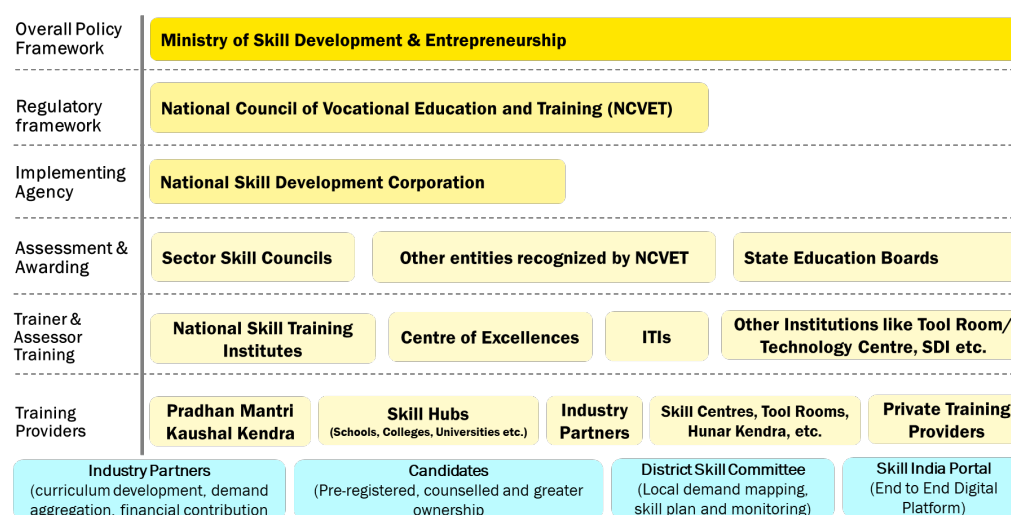 Overall Policy
Framework
Ministry of Skill Development & Entrepreneurship
Regulatory
framework
National Council of Vocational Education and Training (NCVET)
Implementing
Agency
National Skill Development Corporation
Assessment &
Awarding
Sector Skill Councils
Other entities recognized by NCVET
State Education Boards
Trainer &
Assessor
Training
National Skill Training
Institutes
Centre of Excellences
ITIs
Other Institutions like Tool Room/
Technology Centre, SDI etc.
Training
Providers
Pradhan Mantri
Kaushal Kendra
Skill Hubs
(Schools, Colleges, Universities etc.)
Industry
Partners
Skill Centres, Tool Rooms,
Hunar Kendra, etc.
Private Training
Providers
Industry Partners
(curriculum development, demand
aggregation, financial contribution
Candidates
(Pre-registered, counselled and greater
ownership
District Skill Committee
(Local demand mapping,
skill plan and monitoring)
Skill India Portal
(End to End Digital
Platform)